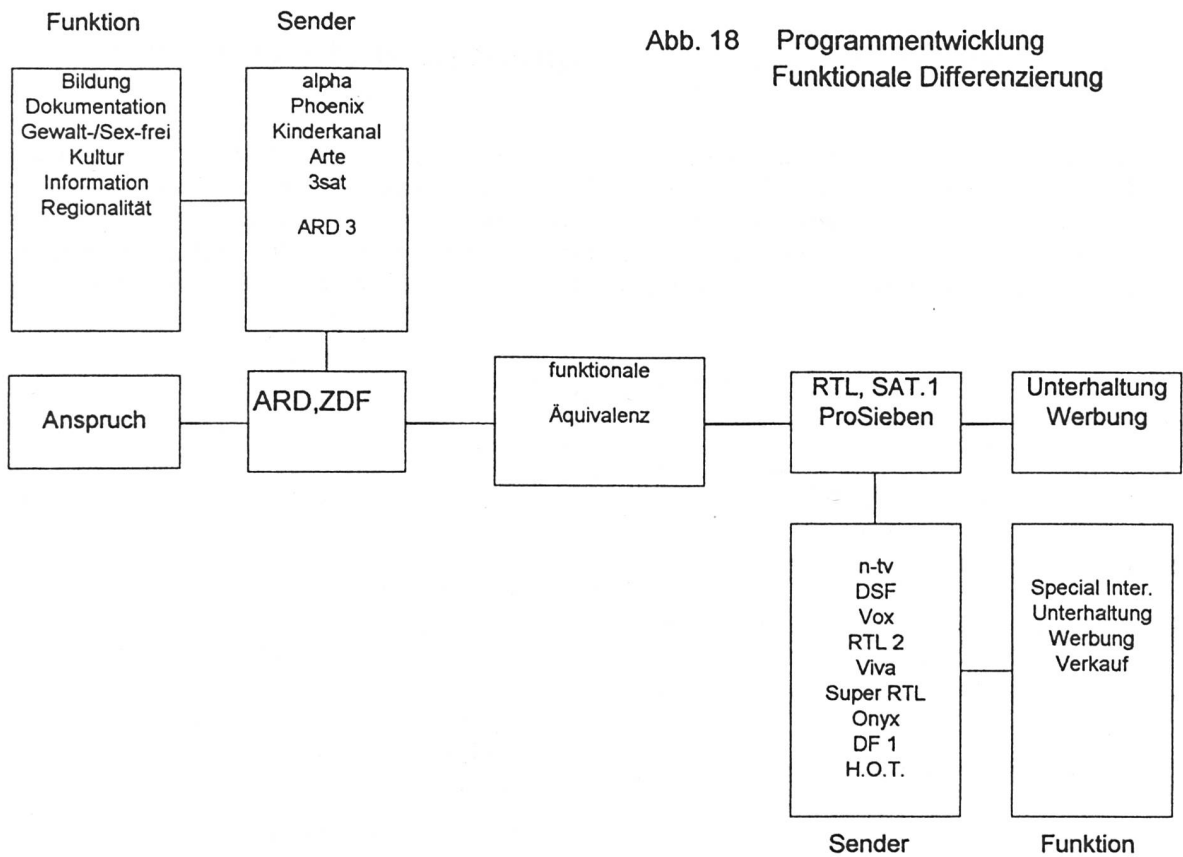 Funktion
Sender
Abb. 18 Programmentwicklung
Funktionale Differenzierung
Bildung
Dokumentation
Gewalt-/Sex-frei
Kultur
Information
Regionalität
alpha
Phoenix
Kinderkanal
Arte
3sat
ARD 3
Anspruch
ARD,ZDF
funktionale
Äquivalenz
RTL, SAT.1
ProSieben
Unterhaltung
Werbung
n-tv
DSF
Vox
RTL 2
Viva
Super RTL
Onyx
DF 1
H.O.T.
Special Inter.
Unterhaltung
Werbung
Verkauf
Sender
Funktion